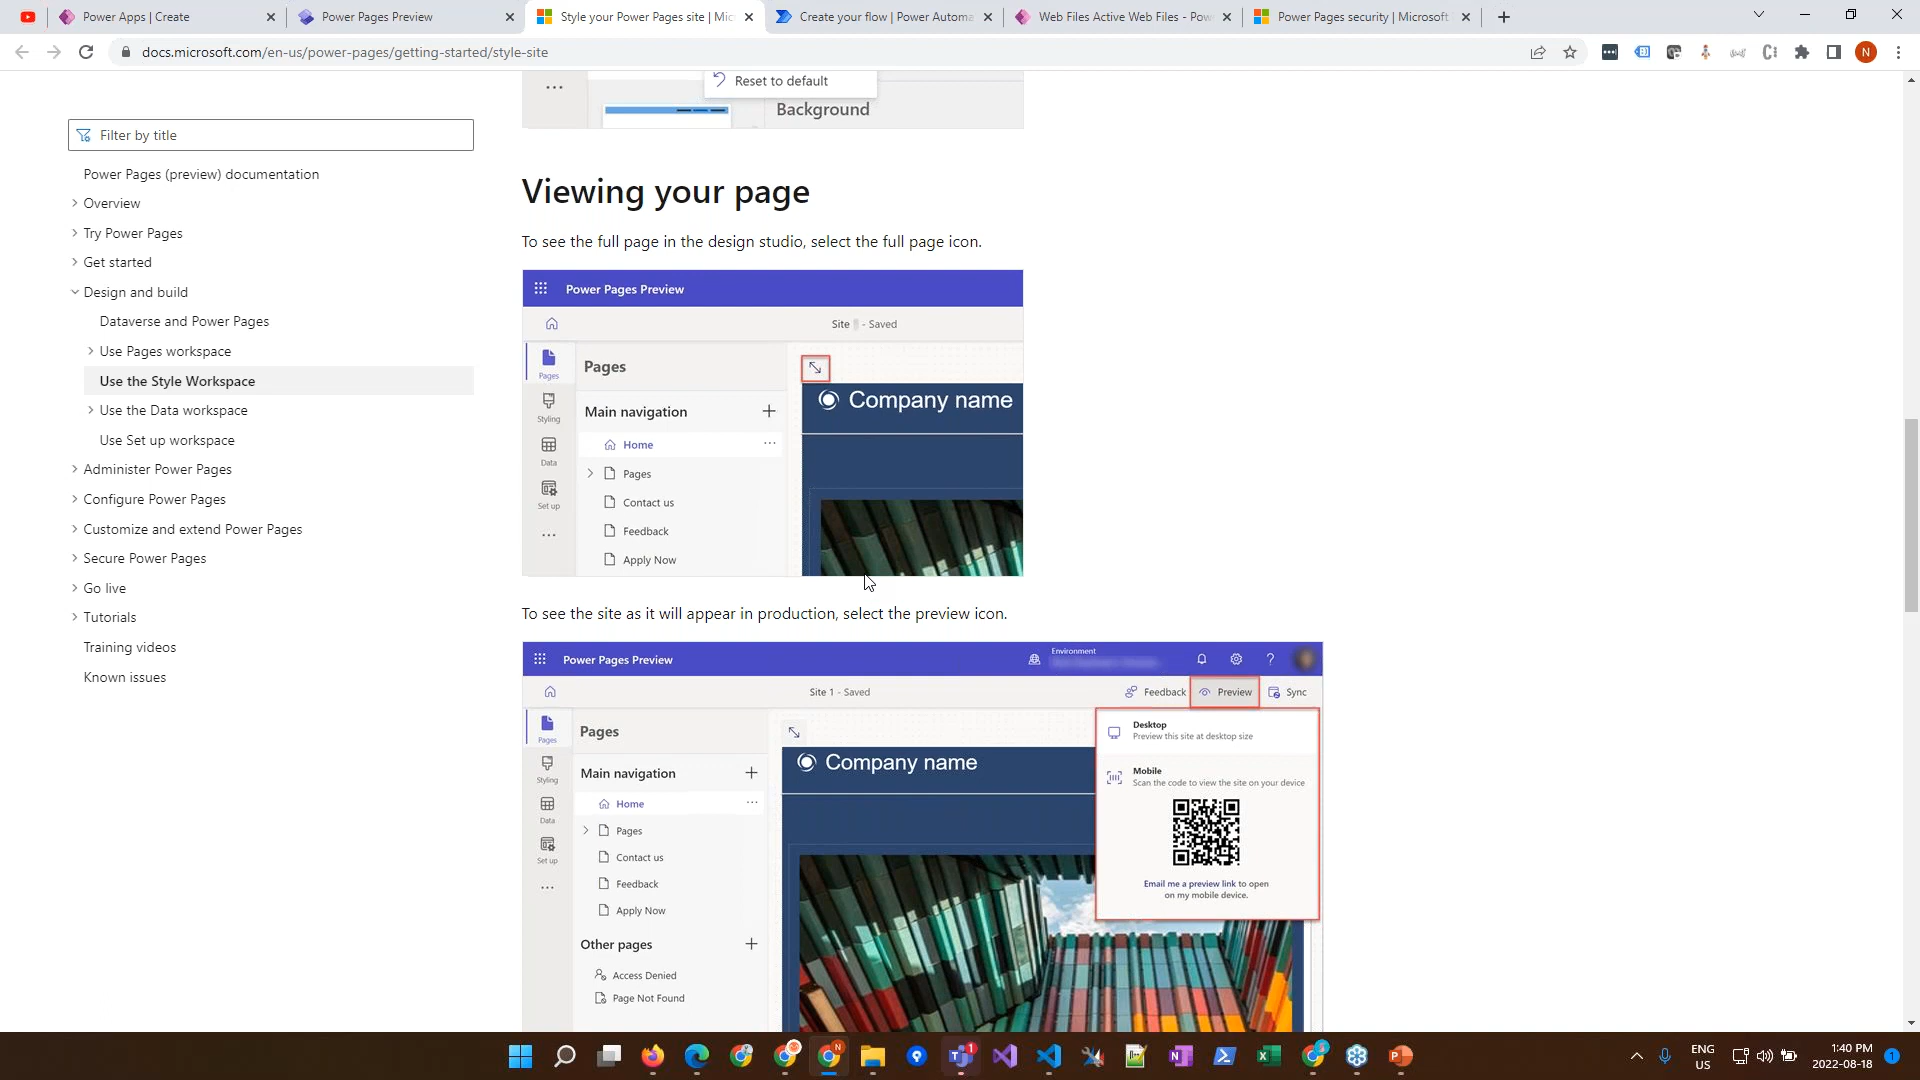 Power Apps | Create
Power Pages Preview
Style your Power Pages site | Mic
Create your flow | Power Automa
Web Files Active Web Files - Pow
Power Pages security | Microsoft
docs.microsoft.com/en-us/power-pages/getting-started/style-site
N
Reset to default
Background
Filter by title
Power Pages (preview) documentation
Overview
Try Power Pages
Get started
Design and build
Dataverse and Power Pages
Use Pages workspace
Use the Style Workspace
Use the Data workspace
Use Set up workspace
Administer Power Pages
Configure Power Pages
Customize and extend Power Pages
Secure Power Pages
Go live
Tutorials
Training videos
Known issues
Viewing your page
To see the full page in the design studio, select the full page icon.
Power Pages Preview
Site - Saved
Pages
Styling
Data
Set up
Pages
Main navigation
Home
Pages
Contact us
Feedback
Apply Now
Company name
To see the site as it will appear in production, select the preview icon.
Power Pages Preview
Environment
Site 1 - Saved
Feedback
Preview
Sync
Pages
Styling
Data
Set up
Pages
Main navigation
Home
Pages
Contact us
Feedback
Apply Now
Other pages
Access Denied
Page Not Found
Company name
Desktop
Preview this site at desktop size
Mobile
Scan the code to view the site on your device
Email me a preview link to open
on my mobile device.
ENG
US
1:40 PM
2022-08-18
1